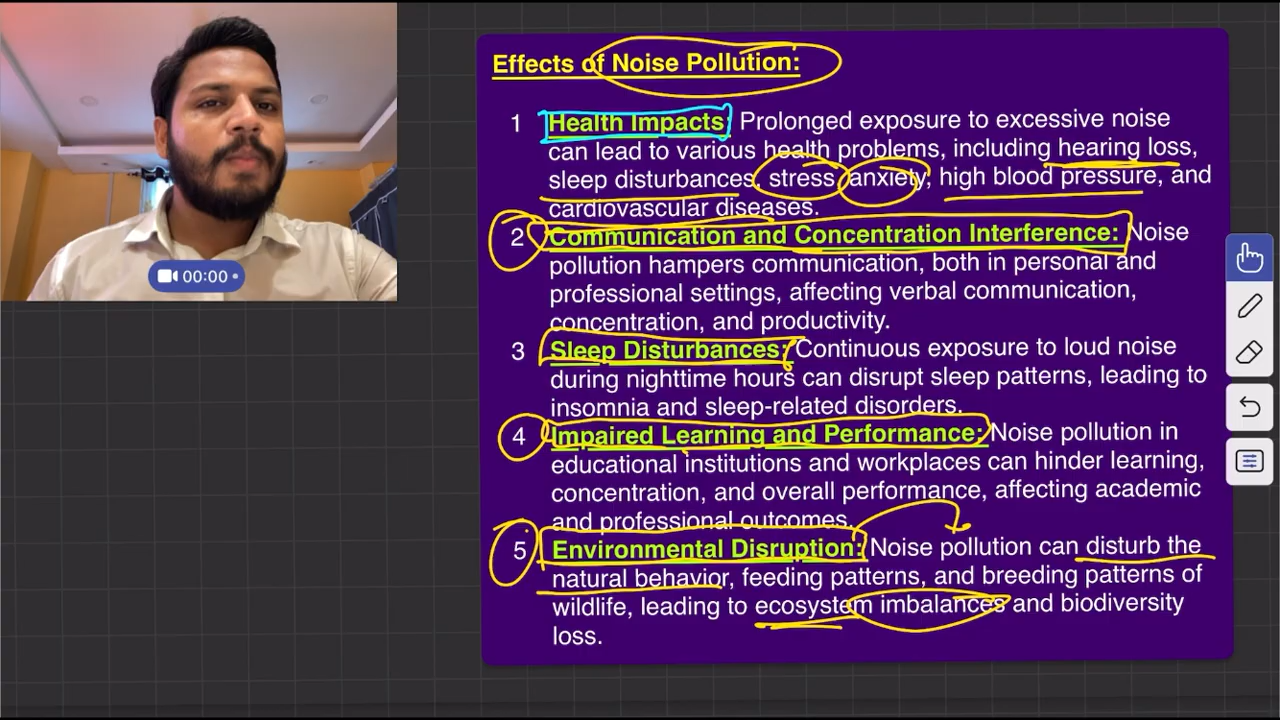 Effects of Noise Pollution:
1 Health Impacts: Prolonged exposure to excessive noise
can lead to various health problems, including hearing loss,
sleep disturbances, stress, anxiety, high blood pressure, and
cardiovascular diseases.
2 Communication and Concentration Interference: Noise
pollution hampers communication, both in personal and
professional settings, affecting verbal communication,
concentration, and productivity.
3 Sleep Disturbances: Continuous exposure to loud noise
during nighttime hours can disrupt sleep patterns, leading to
insomnia and sleep-related disorders.
4 Impaired Learning and Performance: Noise pollution in
educational institutions and workplaces can hinder learning,
concentration, and overall performance, affecting academic
and professional outcomes.
5 Environmental Disruption: Noise pollution can disturb the
natural behavior, feeding patterns, and breeding patterns of
wildlife, leading to ecosystem imbalances and biodiversity
loss.
00:00